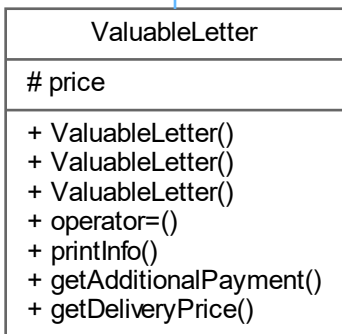 ValuableLetter
# price
+ ValuableLetter()
+ ValuableLetter()
+ ValuableLetter()
+ operator=()
+ printInfo()
+ getAdditionalPayment()
+ getDeliveryPrice()